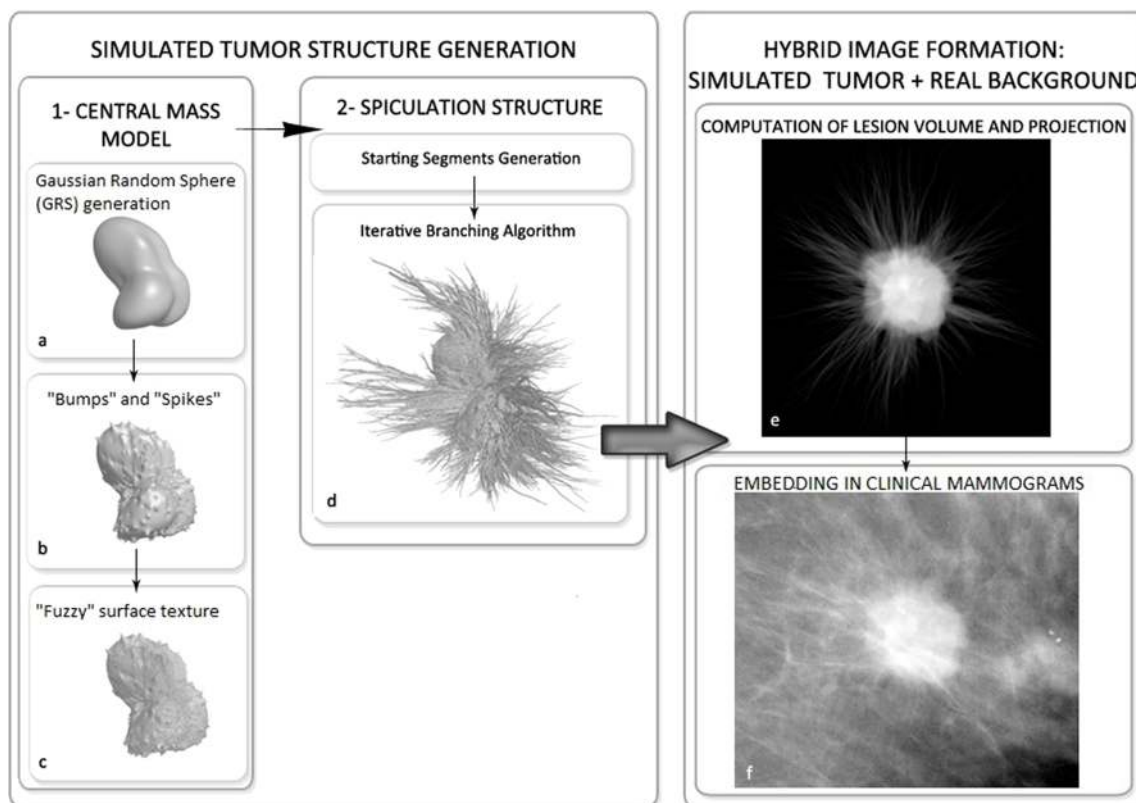 SIMULATED TUMOR STRUCTURE GENERATION
1- CENTRAL MASS
MODEL
Gaussian Random Sphere
(GRS) generation
a
"Bumps" and "Spikes"
b
"Fuzzy" surface texture
c
2- SPICULATION STRUCTURE
Starting Segments Generation
Iterative Branching Algorithm
d
HYBRID IMAGE FORMATION:
SIMULATED TUMOR + REAL BACKGROUND
COMPUTATION OF LESION VOLUME AND PROJECTION
e
EMBEDDING IN CLINICAL MAMMOGRAMS
f